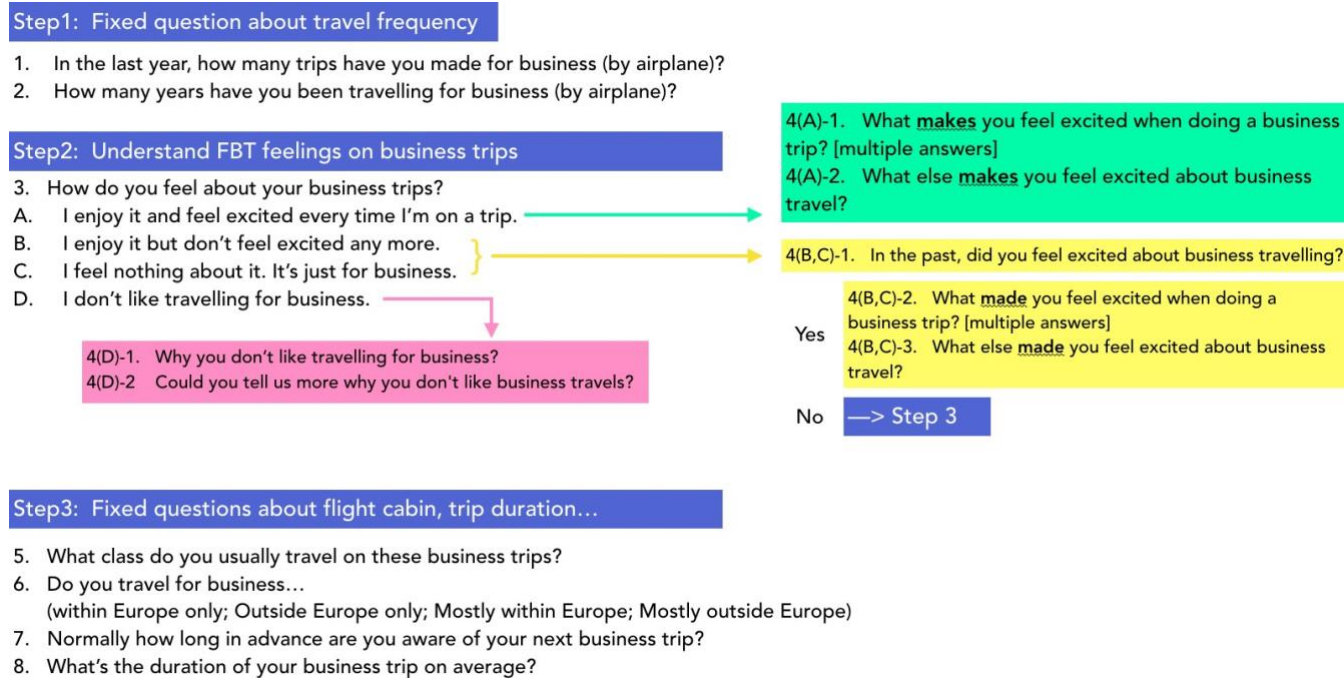 Step1: Fixed question about travel frequency
1. In the last year, how many trips have you made for business (by airplane)?
2. How many years have you been travelling for business (by airplane)?
Step2: Understand FBT feelings on business trips
3. How do you feel about your business trips?
A. I enjoy it and feel excited every time I'm on a trip.
B. I enjoy it but don't feel excited any more.
C. I feel nothing about it. It's just for business.
D. I don't like travelling for business.
4(A)-1. What makes you feel excited when doing a business
trip? [multiple answers]
4(A)-2. What else makes you feel excited about business
travel?
4(B,C)-1. In the past, did you feel excited about business travelling?
Yes
4(B,C)-2. What made you feel excited when doing a
business trip? [multiple answers]
4(B,C)-3. What else made you feel excited about business
travel?
No
—> Step 3
4(D)-1. Why you don't like travelling for business?
4(D)-2 Could you tell us more why you don't like business travels?
Step3: Fixed questions about flight cabin, trip duration…
5. What class do you usually travel on these business trips?
6. Do you travel for business…
(within Europe only; Outside Europe only; Mostly within Europe; Mostly outside Europe)
7. Normally how long in advance are you aware of your next business trip?
8. What's the duration of your business trip on average?